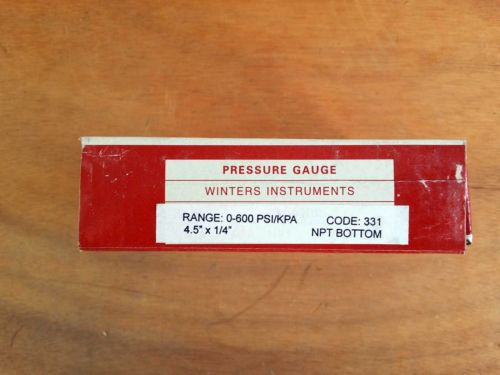 PRESSURE GAUGE
WINTERS INSTRUMENTS
RANGE: 0-600 PSI/KPA CODE: 331
4.5" x 1/4" NPT BOTTOM